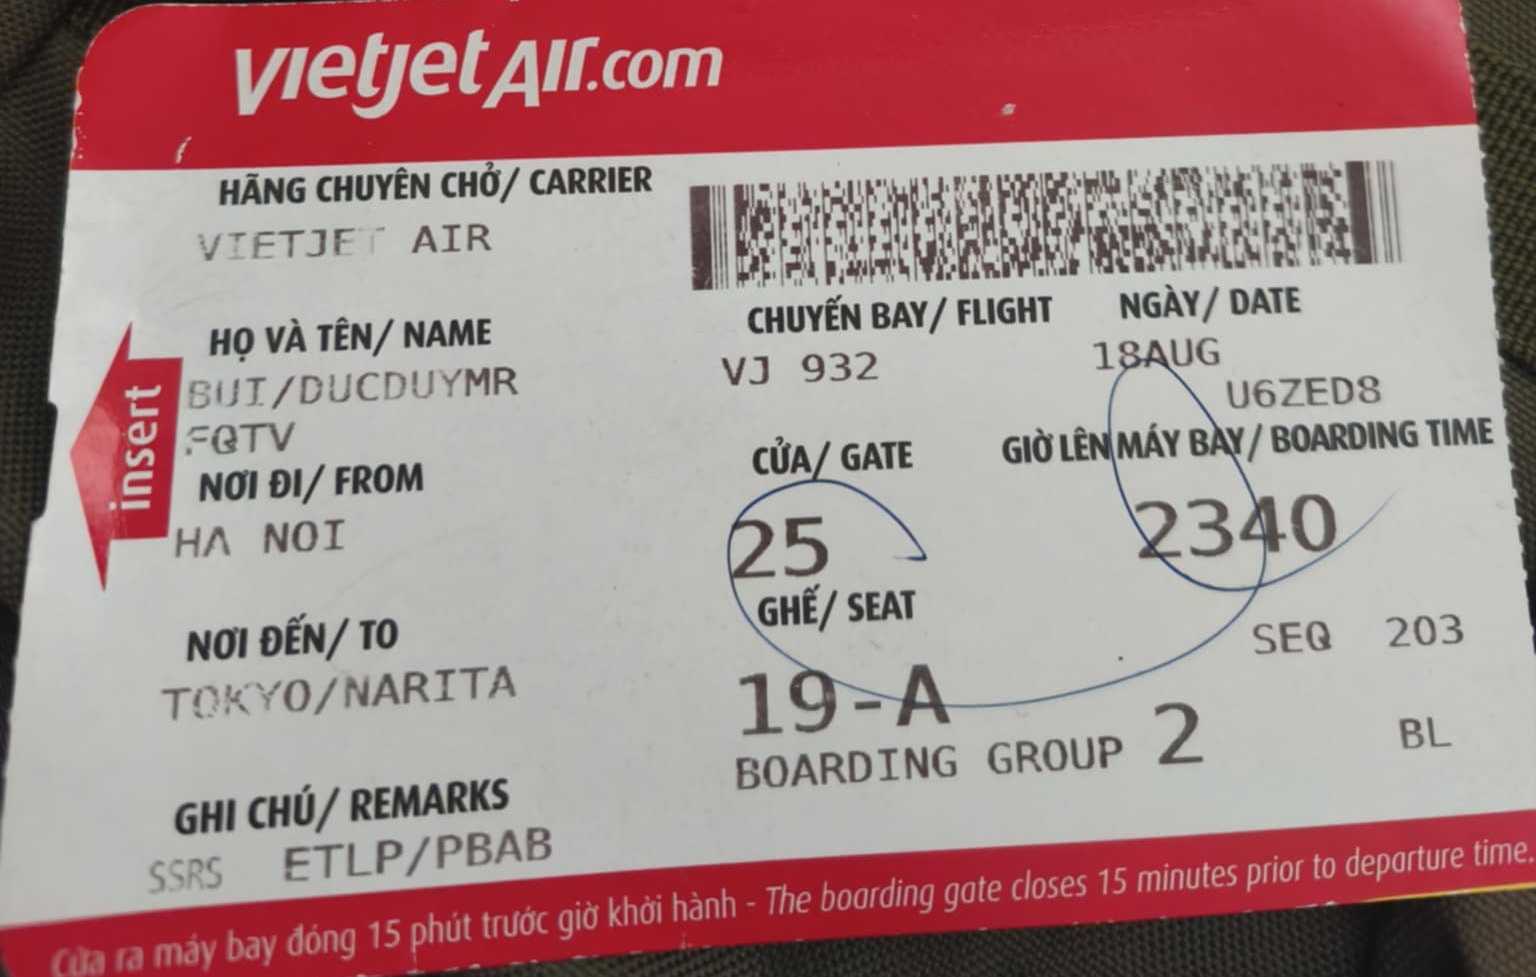 vietjetAir.com
HÃNG CHUYÊN CHỞ/ CARRIER
VIETJET AIR
HỌ VÀ TÊN/ NAME
BUI/DUCDUYMR
FQTV
NƠI ĐI/ FROM
HA NOI
NƠI ĐẾN/ TO
TOKYO/NARITA
GHI CHÚ/ REMARKS
SSRS ETLP/PBAB
insert
CHUYẾN BAY/ FLIGHT
VJ 932
NGÀY/ DATE
18AUG
U6ZED8
CỬA/ GATE
25
GIỜ LÊN MÁY BAY/ BOARDING TIME
2340
GHẾ/ SEAT
19-A
SEQ 203
BOARDING GROUP 2
BL
Cửa ra máy bay đóng 15 phút trước giờ khởi hành - The boarding gate closes 15 minutes prior to departure time.